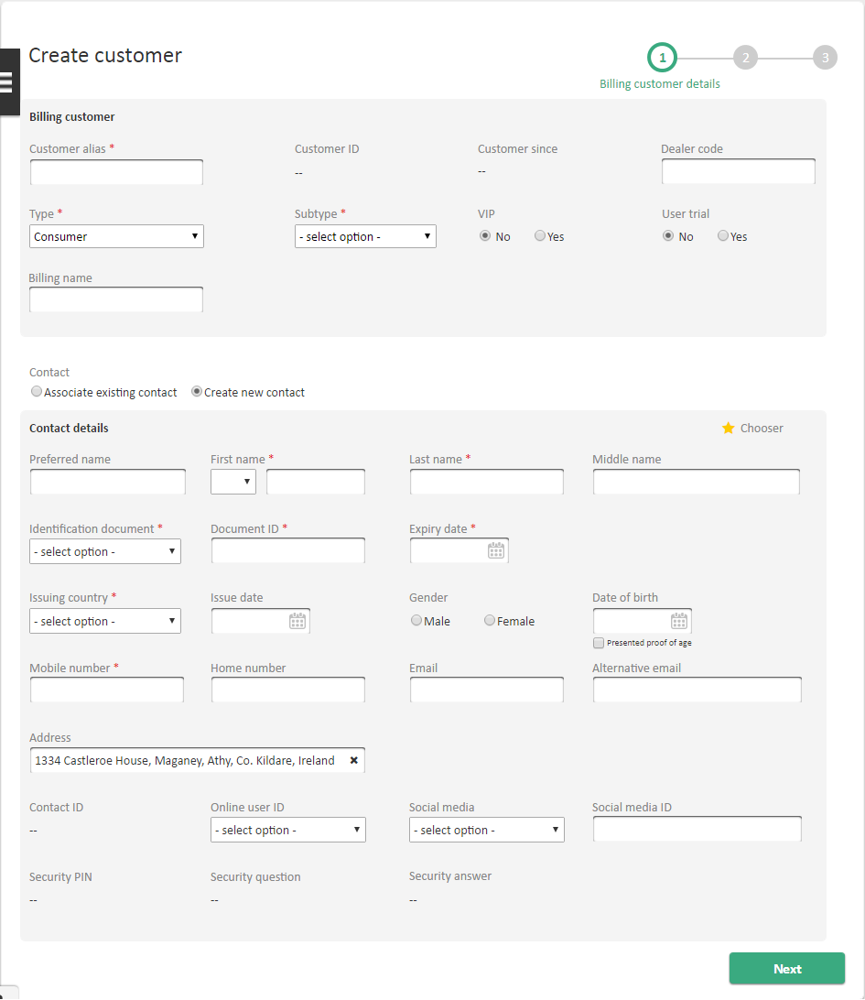 Create customer
1 2 3
Billing customer details
Billing customer
Customer alias * Customer ID Customer since Dealer code
-- --
Type * Subtype * VIP User trial
Consumer - select option - No Yes No Yes
Billing name
Contact
Associate existing contact Create new contact
Contact details Chooser
Preferred name First name * Last name * Middle name
Identification document * Document ID * Expiry date *
- select option -
Issuing country * Issue date Gender Date of birth
- select option - Male Female
Presented proof of age
Mobile number * Home number Email Alternative email
Address
1334 Castleroe House, Maganey, Athy, Co. Kildare, Ireland
Contact ID Online user ID Social media Social media ID
-- - select option - - select option -
Security PIN Security question Security answer
-- -- --
Next